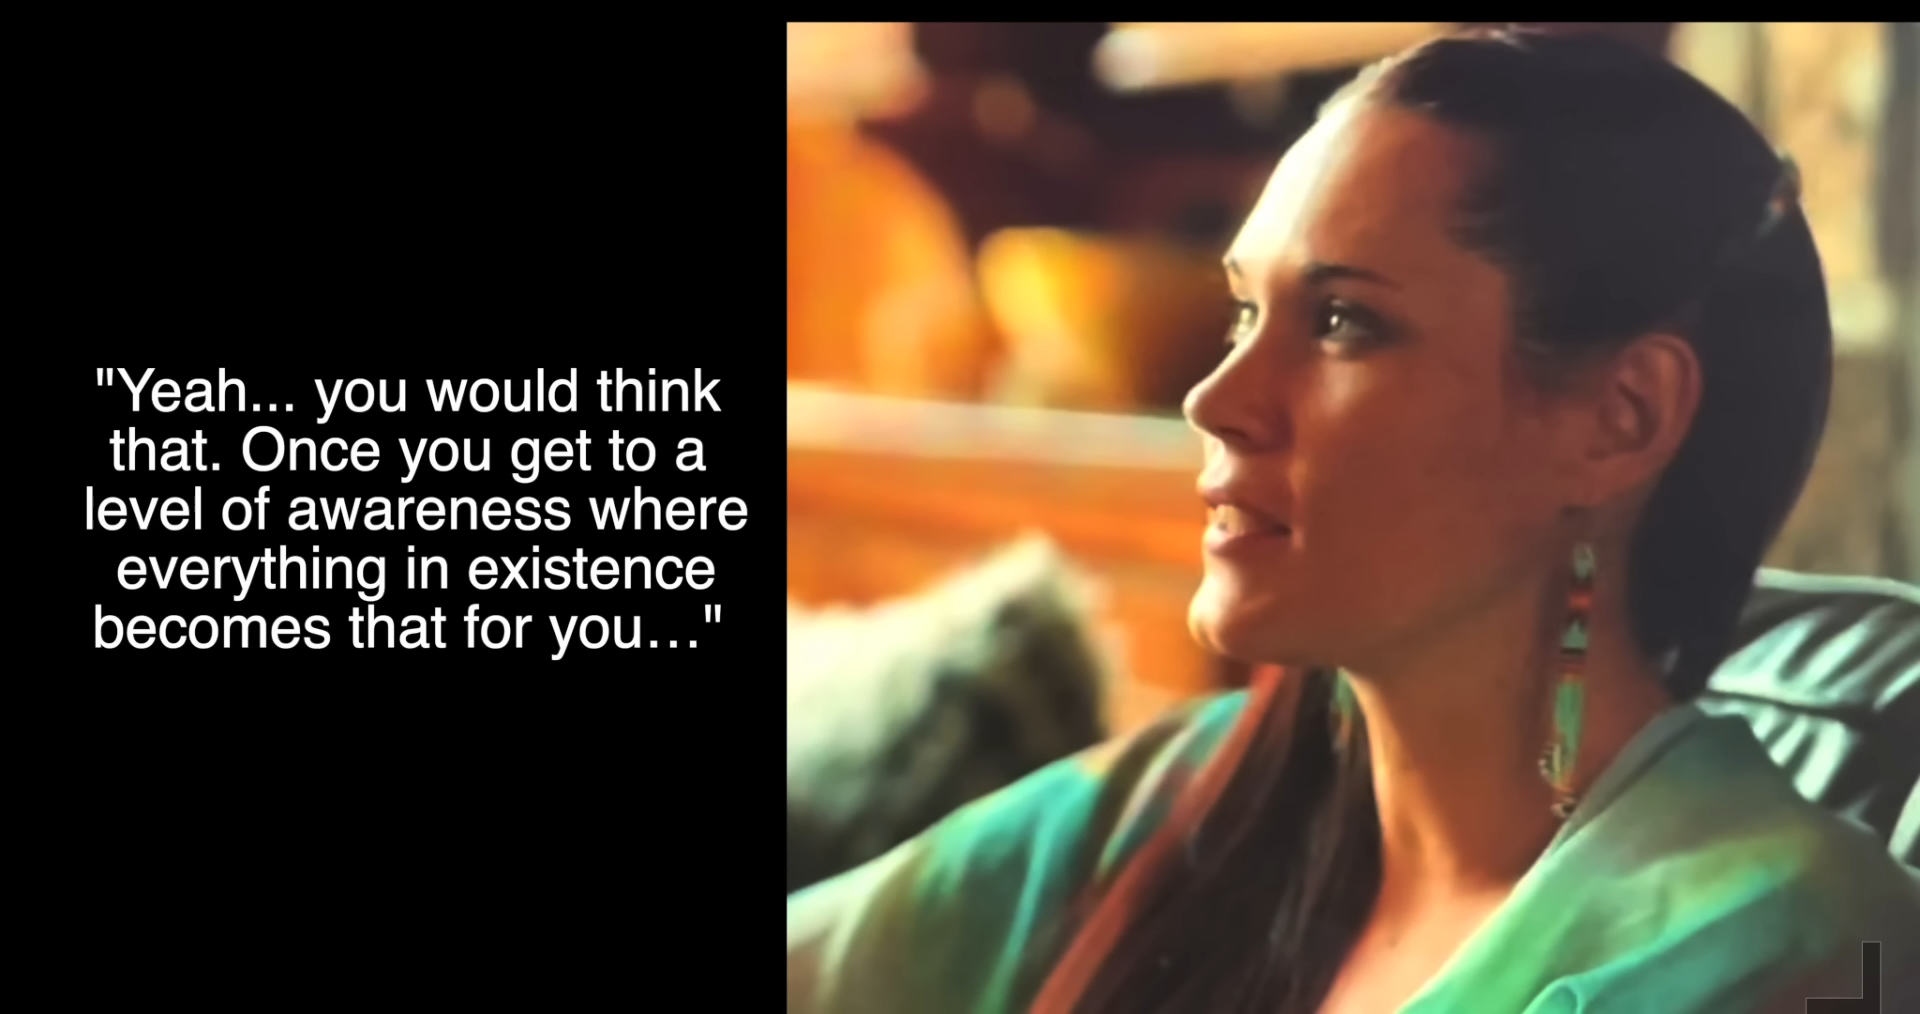 "Yeah... you would think
that. Once you get to a
level of awareness where
everything in existence
becomes that for you…"